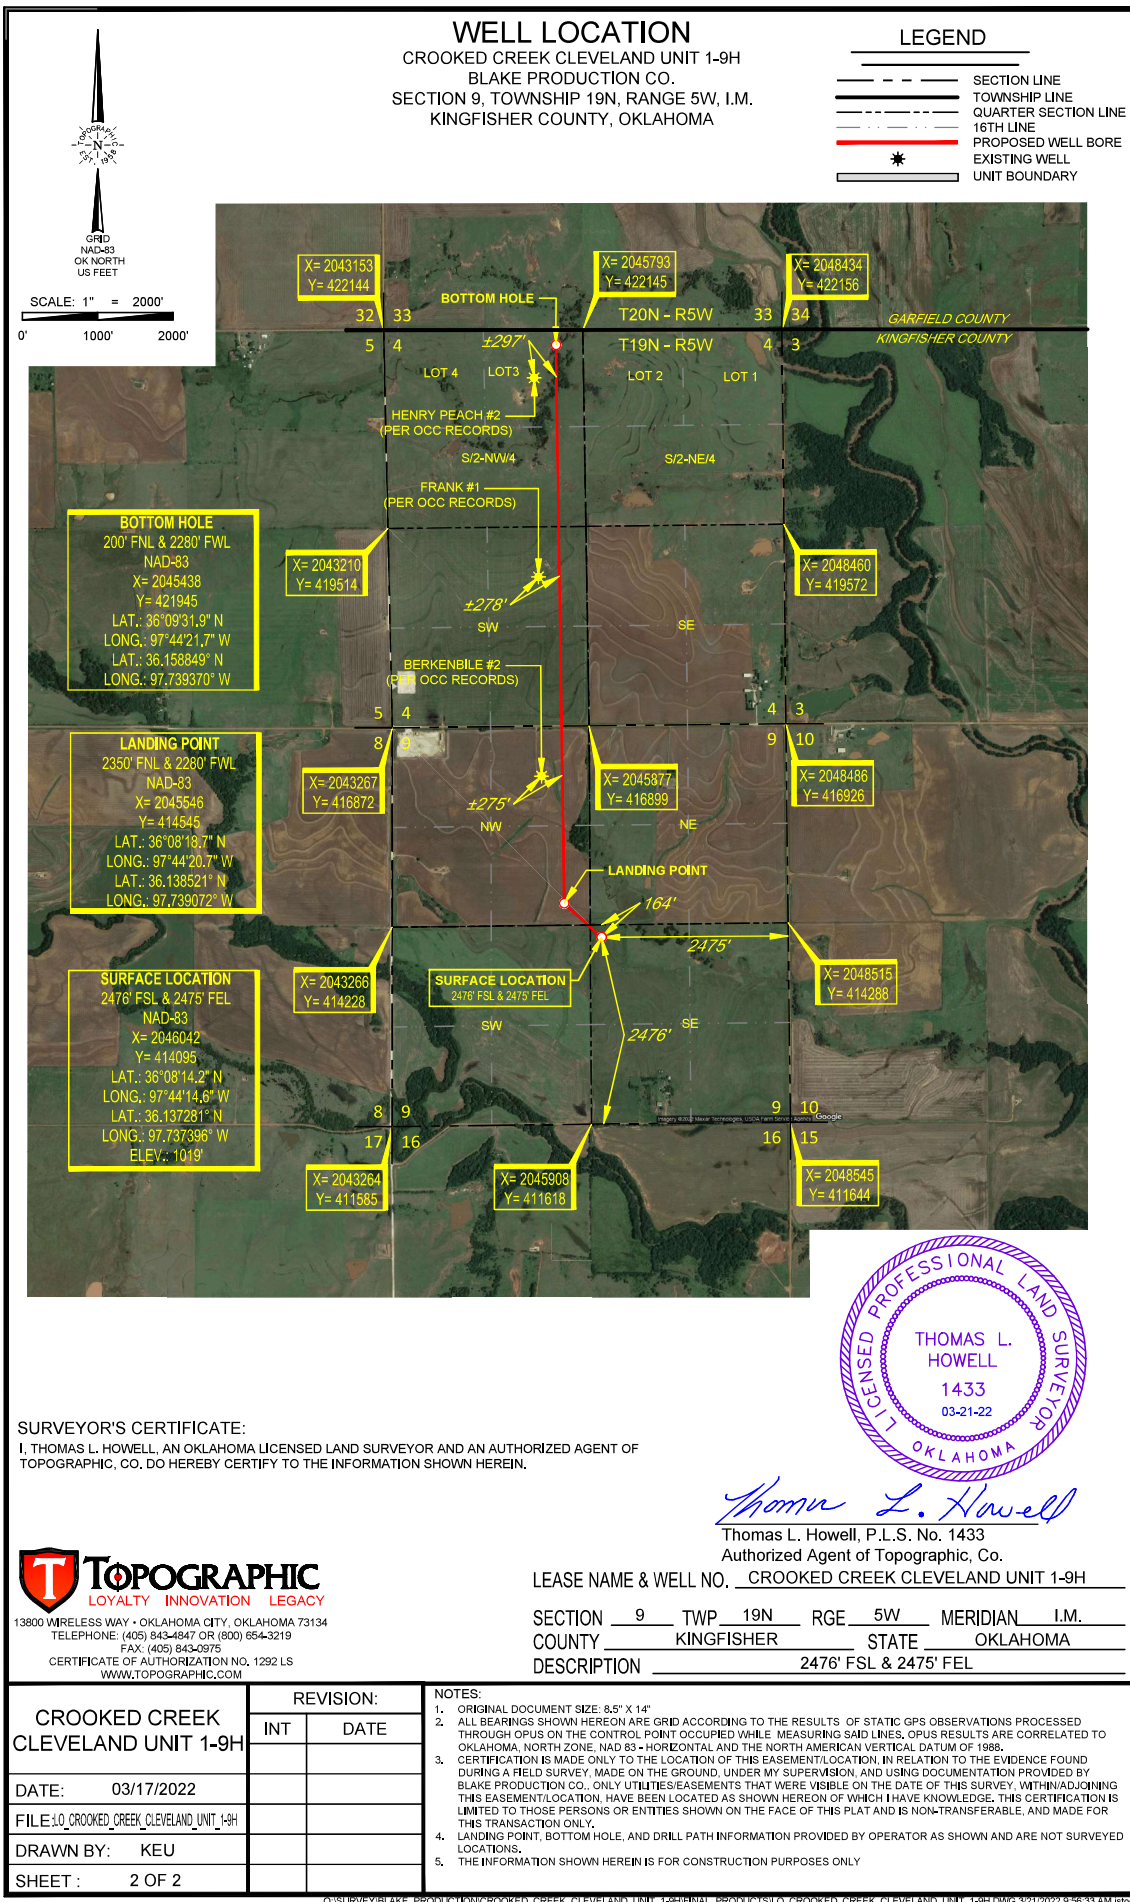 WELL LOCATION
CROOKED CREEK CLEVELAND UNIT 1-9H
BLAKE PRODUCTION CO.
SECTION 9, TOWNSHIP 19N, RANGE 5W, I.M.
KINGFISHER COUNTY, OKLAHOMA
LEGEND
SECTION LINE
TOWNSHIP LINE
QUARTER SECTION LINE
16TH LINE
PROPOSED WELL BORE
EXISTING WELL
UNIT BOUNDARY
TOPOGRAPHIC
N
EST. 1958
GRID
NAD-83
OK NORTH
US FEET
SCALE: 1" = 2000'
0' 1000' 2000'
X= 2043153
Y= 422144
X= 2045793
Y= 422145
X= 2048434
Y= 422156
BOTTOM HOLE
32 33
T20N - R5W
33 34
GARFIELD COUNTY
5 4
T19N - R5W
4 3
KINGFISHER COUNTY
±297'
LOT 4
LOT3
LOT 2
LOT 1
HENRY PEACH #2
(PER OCC RECORDS)
S/2-NW/4
S/2-NE/4
FRANK #1
(PER OCC RECORDS)
BOTTOM HOLE
200' FNL & 2280' FWL
NAD-83
X= 2045438
Y= 421945
LAT.: 36°09'31.9" N
LONG.: 97°44'21.7" W
LAT.: 36.158849° N
LONG.: 97.739370° W
X= 2043210
Y= 419514
X= 2048460
Y= 419572
±278'
SW
SE
BERKENBILE #2
(PER OCC RECORDS)
5 4
4 3
8 9
9 10
LANDING POINT
2350' FNL & 2280' FWL
NAD-83
X= 2045546
Y= 414545
LAT.: 36°08'18.7" N
LONG.: 97°44'20.7" W
LAT.: 36.138521° N
LONG.: 97.739072° W
X= 2043267
Y= 416872
X= 2045877
Y= 416899
X= 2048486
Y= 416926
±275'
NW
NE
LANDING POINT
164'
2475'
SURFACE LOCATION
2476' FSL & 2475' FEL
NAD-83
X= 2046042
Y= 414095
LAT.: 36°08'14.2" N
LONG.: 97°44'14.6" W
LAT.: 36.137281° N
LONG.: 97.737396° W
ELEV.: 1019'
X= 2043266
Y= 414228
SURFACE LOCATION
2476' FSL & 2475' FEL
X= 2048515
Y= 414286
SW
SE
2476'
8 9
9 10
Imagery ©2021 Maxar Technologies, USDA Farm Service Agency Google
17 16
16 15
X= 2043264
Y= 411585
X= 2045908
Y= 411618
X= 2048545
Y= 411644
LICENSED PROFESSIONAL LAND SURVEYOR
THOMAS L.
HOWELL
1433
03-21-22
OKLAHOMA
SURVEYOR'S CERTIFICATE:
I, THOMAS L. HOWELL, AN OKLAHOMA LICENSED LAND SURVEYOR AND AN AUTHORIZED AGENT OF
TOPOGRAPHIC, CO. DO HEREBY CERTIFY TO THE INFORMATION SHOWN HEREIN.
Thomas L. Howell
Thomas L. Howell, P.L.S. No. 1433
Authorized Agent of Topographic, Co.
T TOPOGRAPHIC
LOYALTY INNOVATION LEGACY
13800 WIRELESS WAY • OKLAHOMA CITY, OKLAHOMA 73134
TELEPHONE: (405) 843-4847 OR (800) 654-3219
FAX: (405) 843-0975
CERTIFICATE OF AUTHORIZATION NO. 1292 LS
WWW.TOPOGRAPHIC.COM
LEASE NAME & WELL NO. CROOKED CREEK CLEVELAND UNIT 1-9H
SECTION 9 TWP 19N RGE 5W MERIDIAN I.M.
COUNTY KINGFISHER STATE OKLAHOMA
DESCRIPTION 2476' FSL & 2475' FEL
CROOKED CREEK
CLEVELAND UNIT 1-9H
REVISION:
INT DATE
DATE: 03/17/2022
FILE:LO_CROOKED_CREEK_CLEVELAND_UNIT_1-9H
DRAWN BY: KEU
SHEET : 2 OF 2
NOTES:
1. ORIGINAL DOCUMENT SIZE: 8.5" X 14"
2. ALL BEARINGS SHOWN HEREON ARE GRID ACCORDING TO THE RESULTS OF STATIC GPS OBSERVATIONS PROCESSED
THROUGH OPUS ON THE CONTROL POINT OCCUPIED WHILE MEASURING SAID LINES. OPUS RESULTS ARE CORRELATED TO
OKLAHOMA, NORTH ZONE, NAD 83 - HORIZONTAL AND THE NORTH AMERICAN VERTICAL DATUM OF 1988.
3. CERTIFICATION IS MADE ONLY TO THE LOCATION OF THIS EASEMENT/LOCATION, IN RELATION TO THE EVIDENCE FOUND
DURING A FIELD SURVEY, MADE ON THE GROUND, UNDER MY SUPERVISION, AND USING DOCUMENTATION PROVIDED BY
BLAKE PRODUCTION CO.. ONLY UTILITIES/EASEMENTS THAT WERE VISIBLE ON THE DATE OF THIS SURVEY, WITHIN/ADJOINING
THIS EASEMENT/LOCATION, HAVE BEEN LOCATED AS SHOWN HEREON OF WHICH I HAVE KNOWLEDGE. THIS CERTIFICATION IS
LIMITED TO THOSE PERSONS OR ENTITIES SHOWN ON THE FACE OF THIS PLAT AND IS NON-TRANSFERABLE, AND MADE FOR
THIS TRANSACTION ONLY.
4. LANDING POINT, BOTTOM HOLE, AND DRILL PATH INFORMATION PROVIDED BY OPERATOR AS SHOWN AND ARE NOT SURVEYED
LOCATIONS.
5. THE INFORMATION SHOWN HEREIN IS FOR CONSTRUCTION PURPOSES ONLY